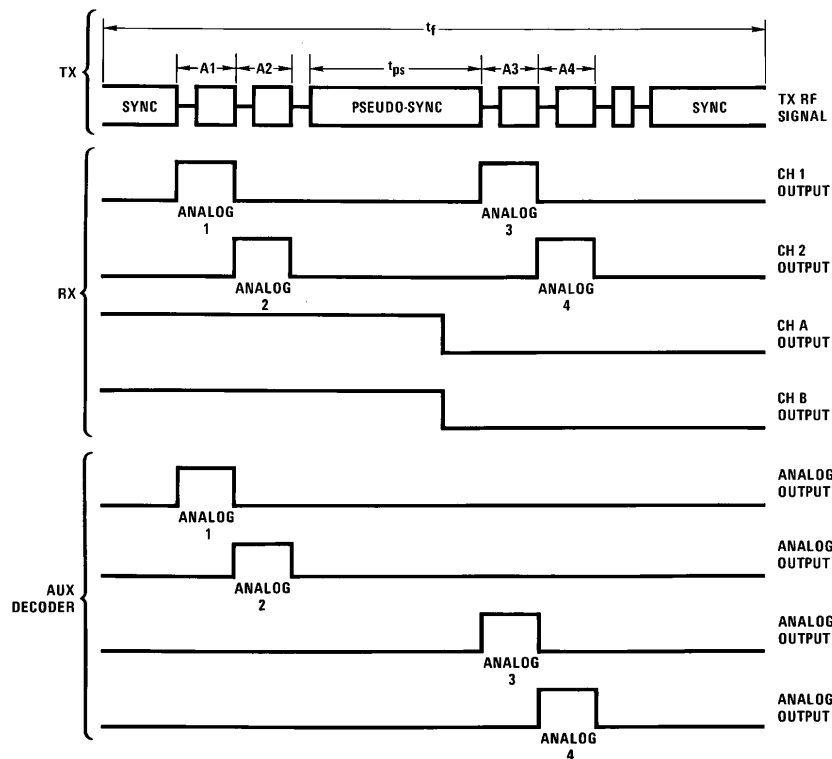 tf
TX
A1
A2
tps
A3
A4
SYNC
PSEUDO-SYNC
SYNC
TX RF
SIGNAL
RX
CH 1
OUTPUT
ANALOG
1
ANALOG
3
CH 2
OUTPUT
ANALOG
2
ANALOG
4
CH A
OUTPUT
CH B
OUTPUT
AUX
DECODER
ANALOG
OUTPUT
ANALOG
1
ANALOG
OUTPUT
ANALOG
2
ANALOG
OUTPUT
ANALOG
3
ANALOG
OUTPUT
ANALOG
4